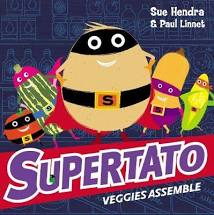 Sue Hendra
& Paul Linnet
S
S
SUPERTATO
VEGGIES ASSEMBLE